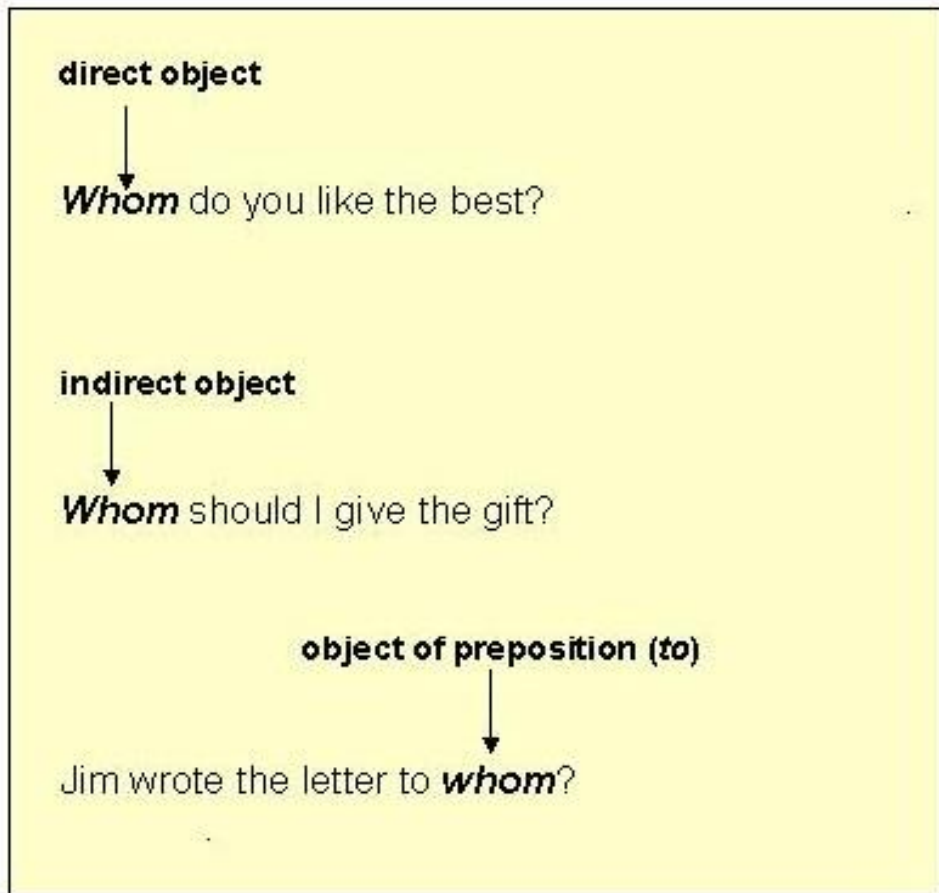 direct object
Whom do you like the best?
indirect object
Whom should I give the gift?
object of preposition (to)
Jim wrote the letter to whom?